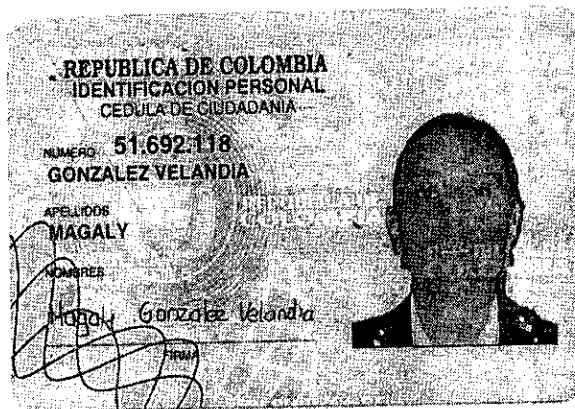 REPUBLICA DE COLOMBIA
IDENTIFICACION PERSONAL
CEDULA DE CIUDADANIA
NUMERO 51.692.118
GONZALEZ VELANDIA
APELLIDOS
MAGALY
NOMBRES
Magaly Gonzalez Velandia
FIRMA